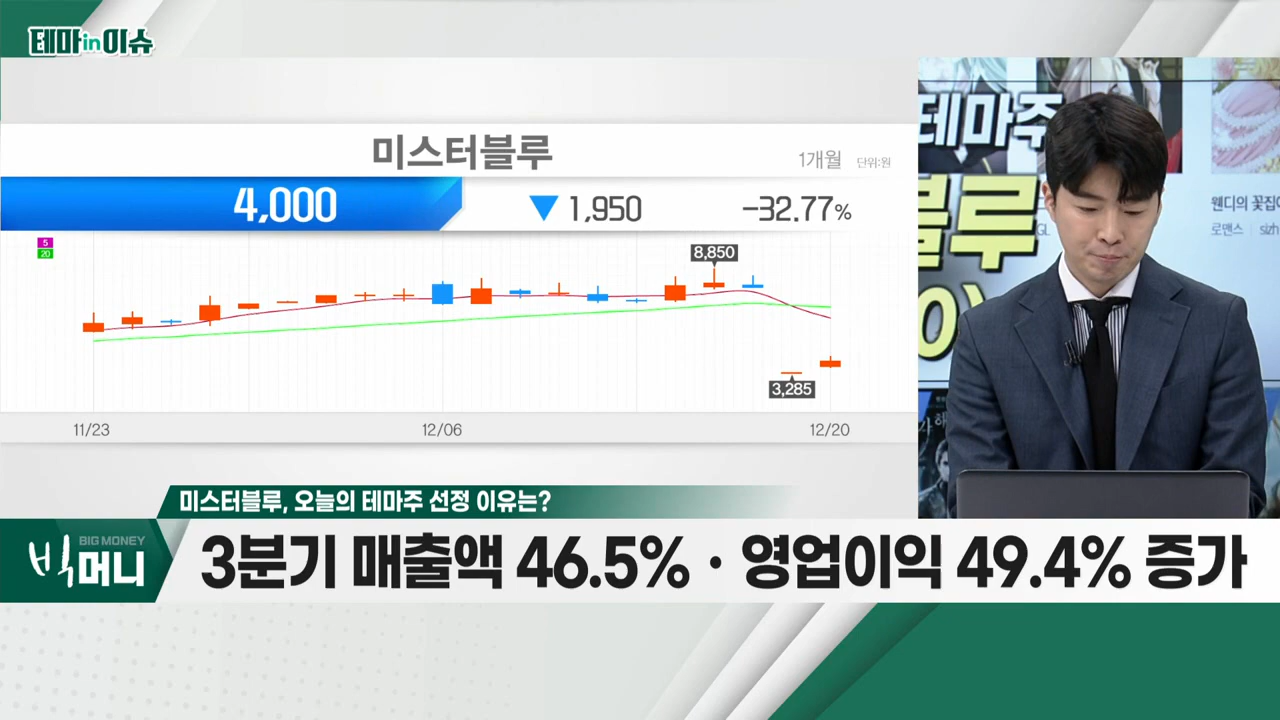 테마in이슈
미스터블루
1개월 단위:원
4,000 ▼1,950 -32.77%
5
20
8,850
3,285
11/23 12/06 12/20
테마주
블루
웬디의 꽃집에
로맨스 | sizh
GL
미스터블루, 오늘의 테마주 선정 이유는?
BIG MONEY
빅머니
3분기 매출액 46.5%·영업이익 49.4% 증가